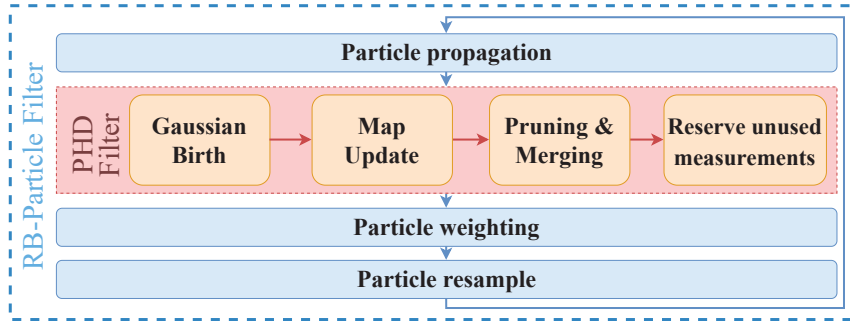 RB-Particle Filter
Particle propagation
PHD
Filter
Gaussian
Birth
Map
Update
Pruning &
Merging
Reserve unused
measurements
Particle weighting
Particle resample